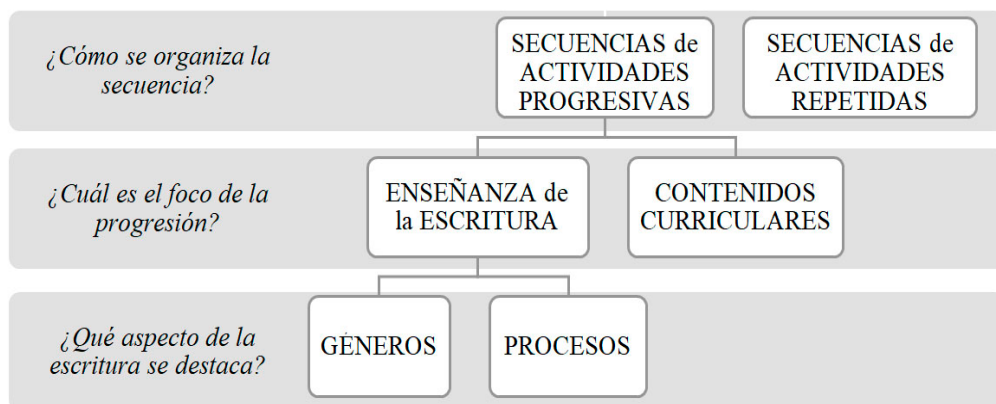 ¿Cómo se organiza la
secuencia?
SECUENCIAS de
ACTIVIDADES
PROGRESIVAS
SECUENCIAS de
ACTIVIDADES
REPETIDAS
¿Cuál es el foco de la
progresión?
ENSEÑANZA de
la ESCRITURA
CONTENIDOS
CURRICULARES
¿Qué aspecto de la
escritura se destaca?
GÉNEROS
PROCESOS